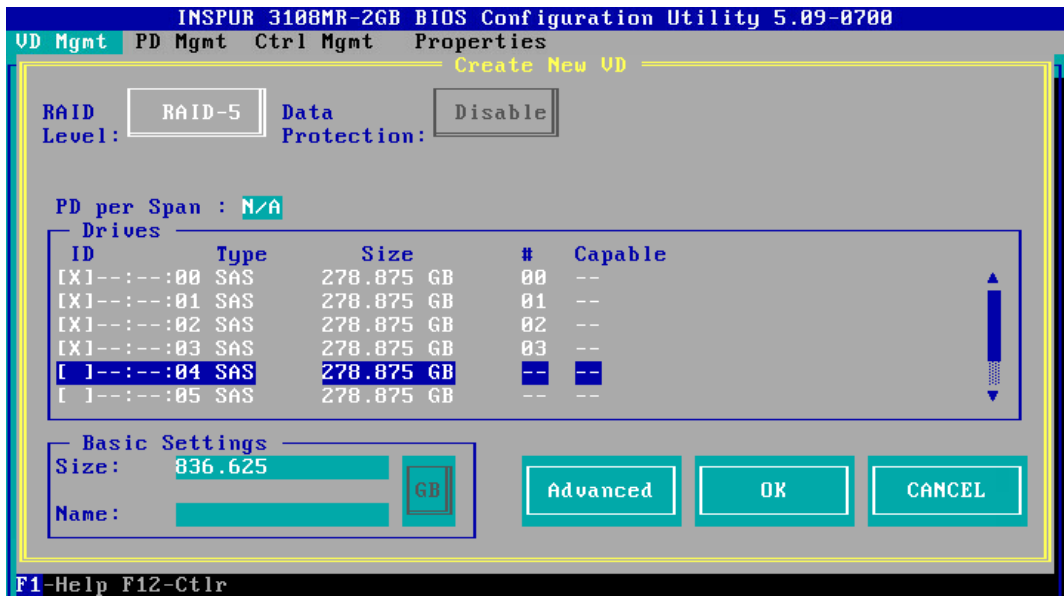 INSPUR 3108MR-2GB BIOS Configuration Utility 5.09-0700
VD Mgmt PD Mgmt Ctrl Mgmt Properties
Create New VD
RAID Level: RAID-5 Data Protection: Disable
PD per Span : N/A
Drives
ID Type Size # Capable
[X]--:--:00 SAS 278.875 GB 00 --
[X]--:--:01 SAS 278.875 GB 01 --
[X]--:--:02 SAS 278.875 GB 02 --
[X]--:--:03 SAS 278.875 GB 03 --
[ ]--:--:04 SAS 278.875 GB -- --
[ ]--:--:05 SAS 278.875 GB -- --
Basic Settings
Size: 836.625 GB
Name:
Advanced OK CANCEL
F1-Help F12-Ctlr